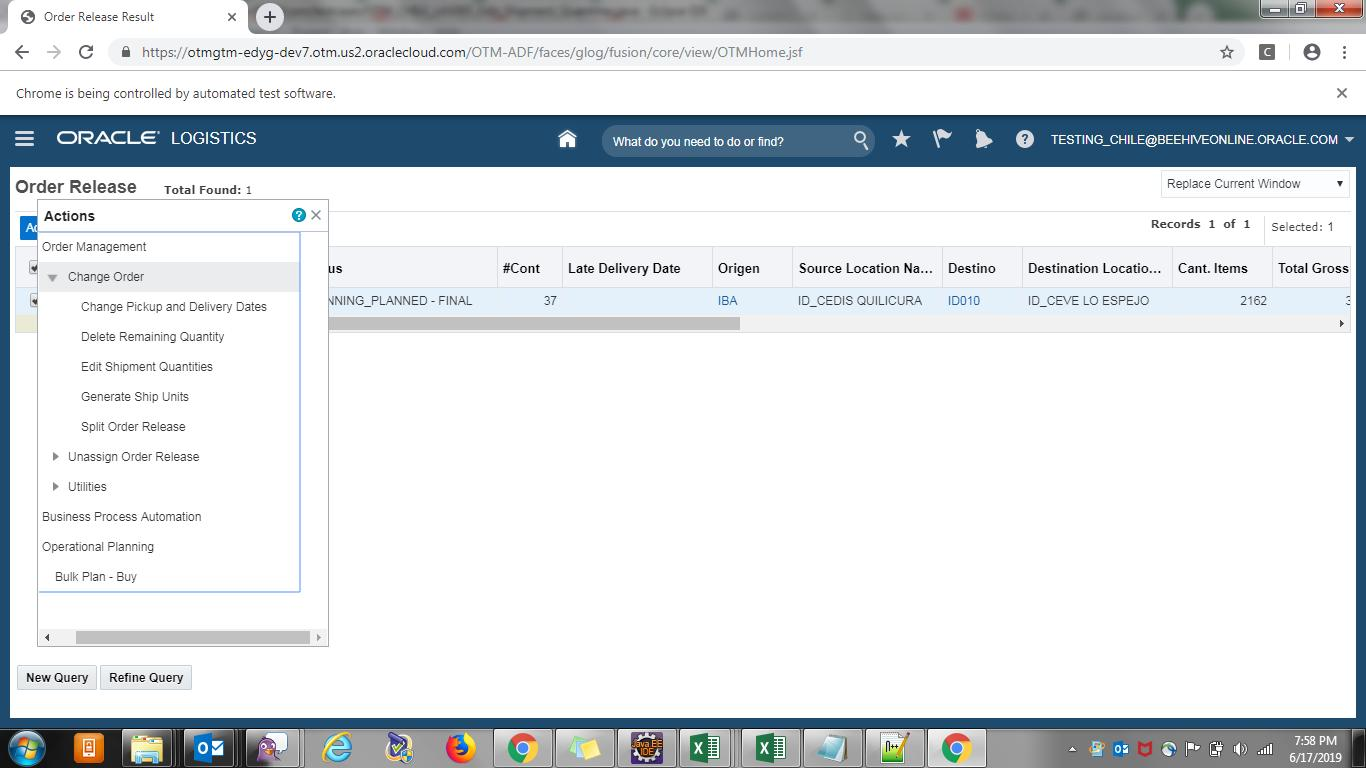 Order Release Result
https://otmgtm-edyg-dev7.otm.us2.oraclecloud.com/OTM-ADF/faces/glog/fusion/core/view/OTMHome.jsf
C
Chrome is being controlled by automated test software.
ORACLE LOGISTICS
What do you need to do or find?
TESTING_CHILE@BEEHIVEONLINE.ORACLE.COM
Order Release Total Found: 1
Replace Current Window
Records 1 of 1 Selected: 1
Actions
Order Management
Change Order
Change Pickup and Delivery Dates
Delete Remaining Quantity
Edit Shipment Quantities
Generate Ship Units
Split Order Release
Unassign Order Release
Utilities
Business Process Automation
Operational Planning
Bulk Plan - Buy
us #Cont Late Delivery Date Origen Source Location Na... Destino Destination Locatio... Cant. Items Total Gross
NNING_PLANNED - FINAL 37 IBA ID_CEDIS QUILICURA ID010 ID_CEVE LO ESPEJO 2162 3
New Query Refine Query
Java EE IDE
7:58 PM
6/17/2019